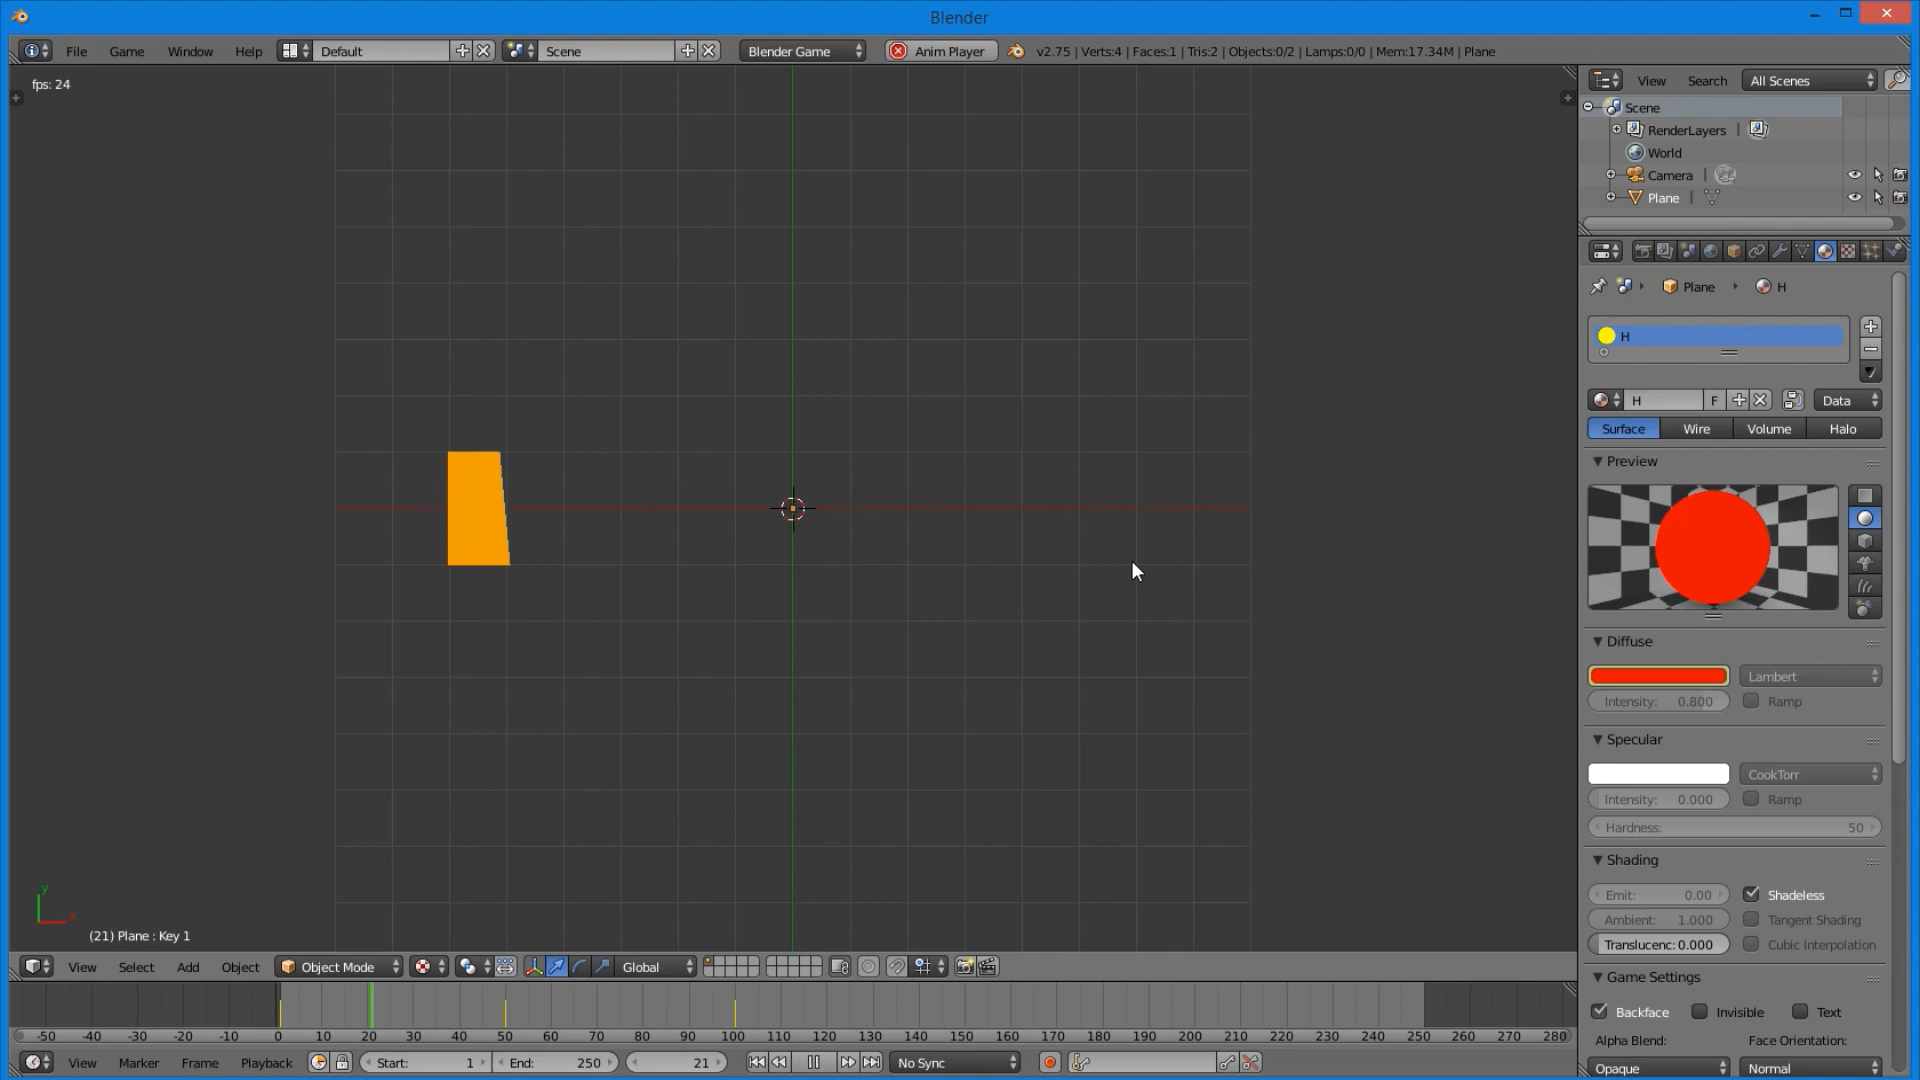 Blender
File Game Window Help Default Scene Blender Game Anim Player v2.75 | Verts:4 | Faces:1 | Tris:2 | Objects:0/2 | Lamps:0/0 | Mem:17.34M | Plane
fps: 24
View Search All Scenes
Scene
RenderLayers
World
Camera
Plane
Plane H
H
H F Data
Surface Wire Volume Halo
Preview
Diffuse
Lambert
Intensity: 0.800 Ramp
Specular
CookTorr
Intensity: 0.000 Ramp
Hardness: 50
Shading
Emit: 0.00 Shadeless
Ambient: 1.000 Tangent Shading
Translucenc: 0.000 Cubic Interpolation
Game Settings
Backface Invisible Text
Alpha Blend: Face Orientation:
Opaque Normal
y
x
(21) Plane : Key 1
View Select Add Object Object Mode Global
-50 -40 -30 -20 -10 0 10 20 30 40 50 60 70 80 90 100 110 120 130 140 150 160 170 180 190 200 210 220 230 240 250 260 270 280
View Marker Frame Playback Start: 1 End: 250 21 No Sync